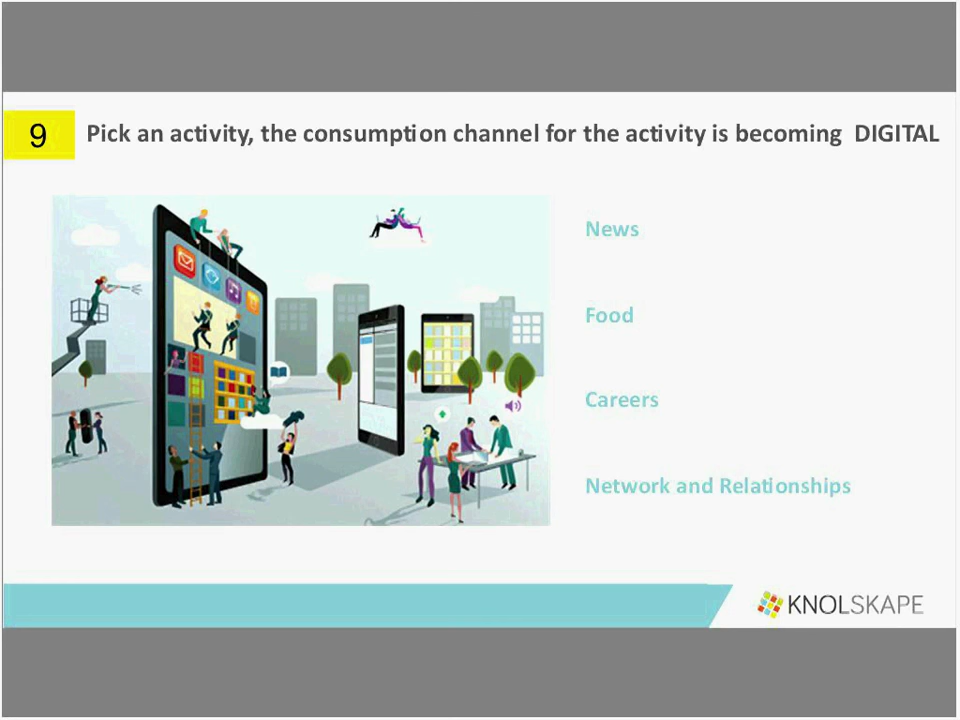 9
Pick an activity, the consumption channel for the activity is becoming  DIGITAL
News
Food
Careers
Network and Relationships
KNOLSKAPE